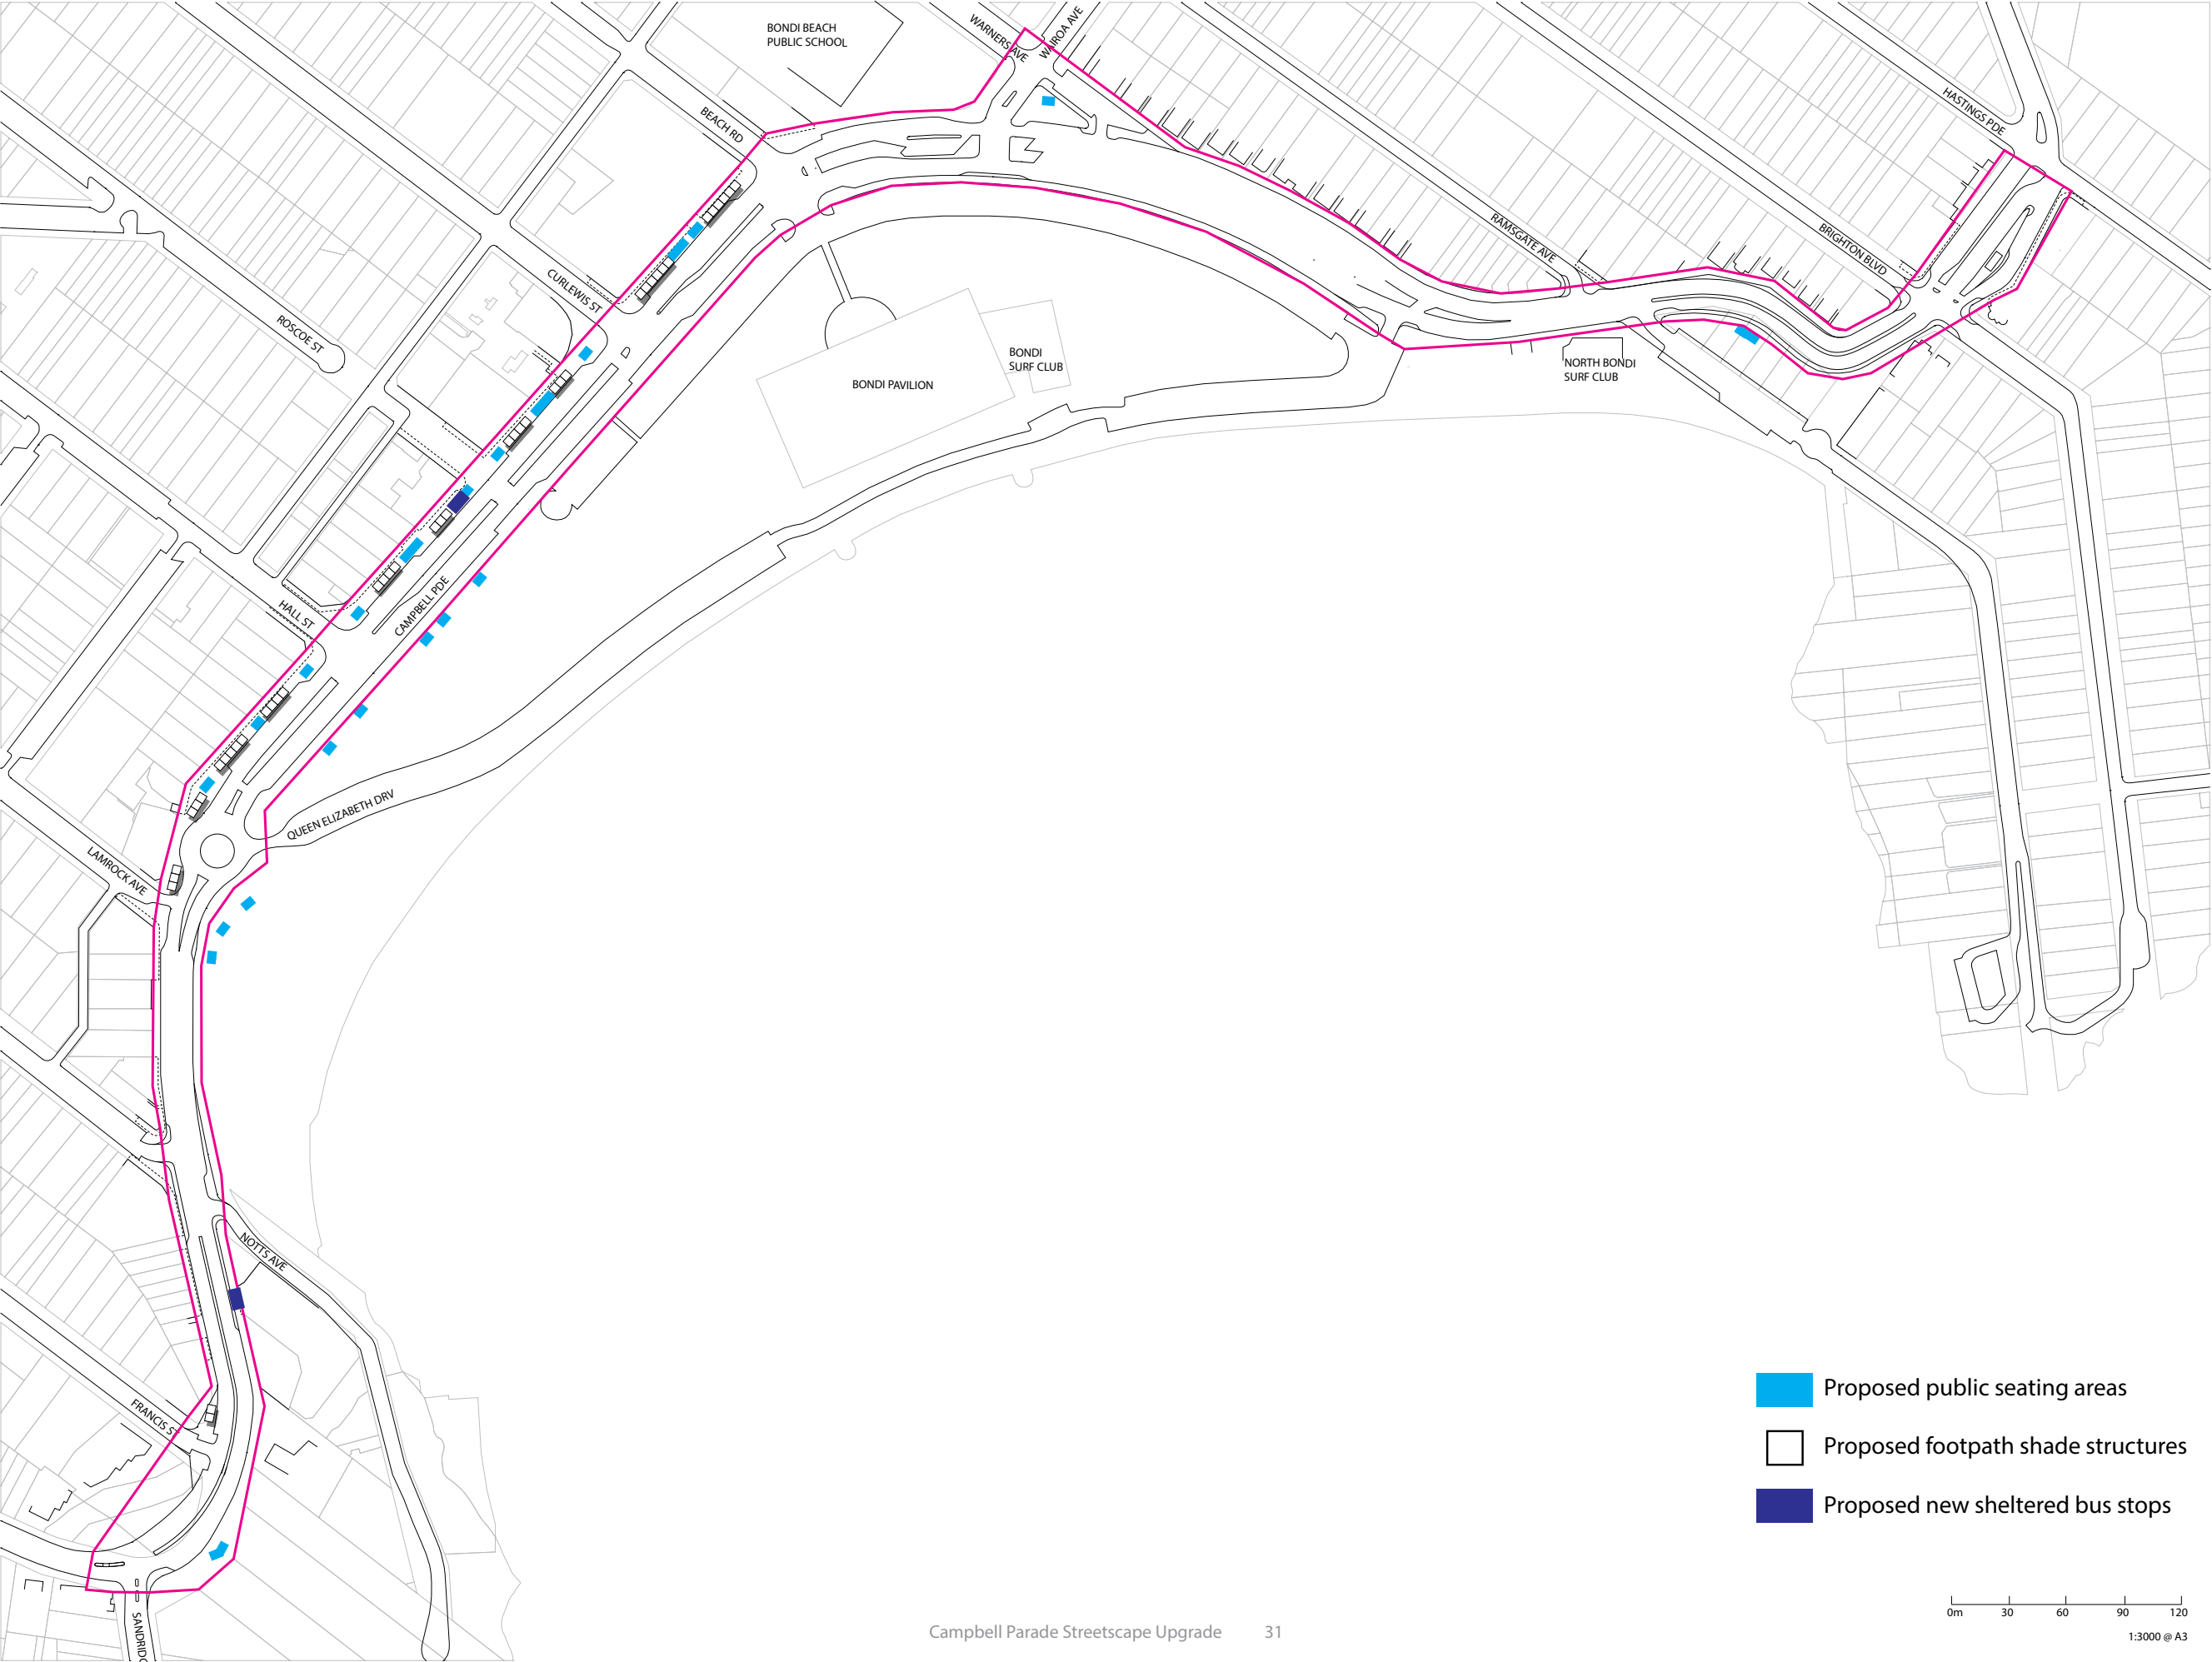 BONDI BEACH
PUBLIC SCHOOL
WARNERS AVE
WAIROA AVE
BEACH RD
HASTINGS PDE
RAMSGATE AVE
BRIGHTON BLVD
CURLEWIS ST
ROSCOE ST
BONDI
SURF CLUB
BONDI PAVILION
NORTH BONDI
SURF CLUB
HALL ST
CAMPBELL PDE
QUEEN ELIZABETH DRV
LAMROCK AVE
NOTTS AVE
FRANCIS ST
SANDRIDG
Proposed public seating areas
Proposed footpath shade structures
Proposed new sheltered bus stops
0m 30 60 90 120
1:3000 @ A3
Campbell Parade Streetscape Upgrade 31